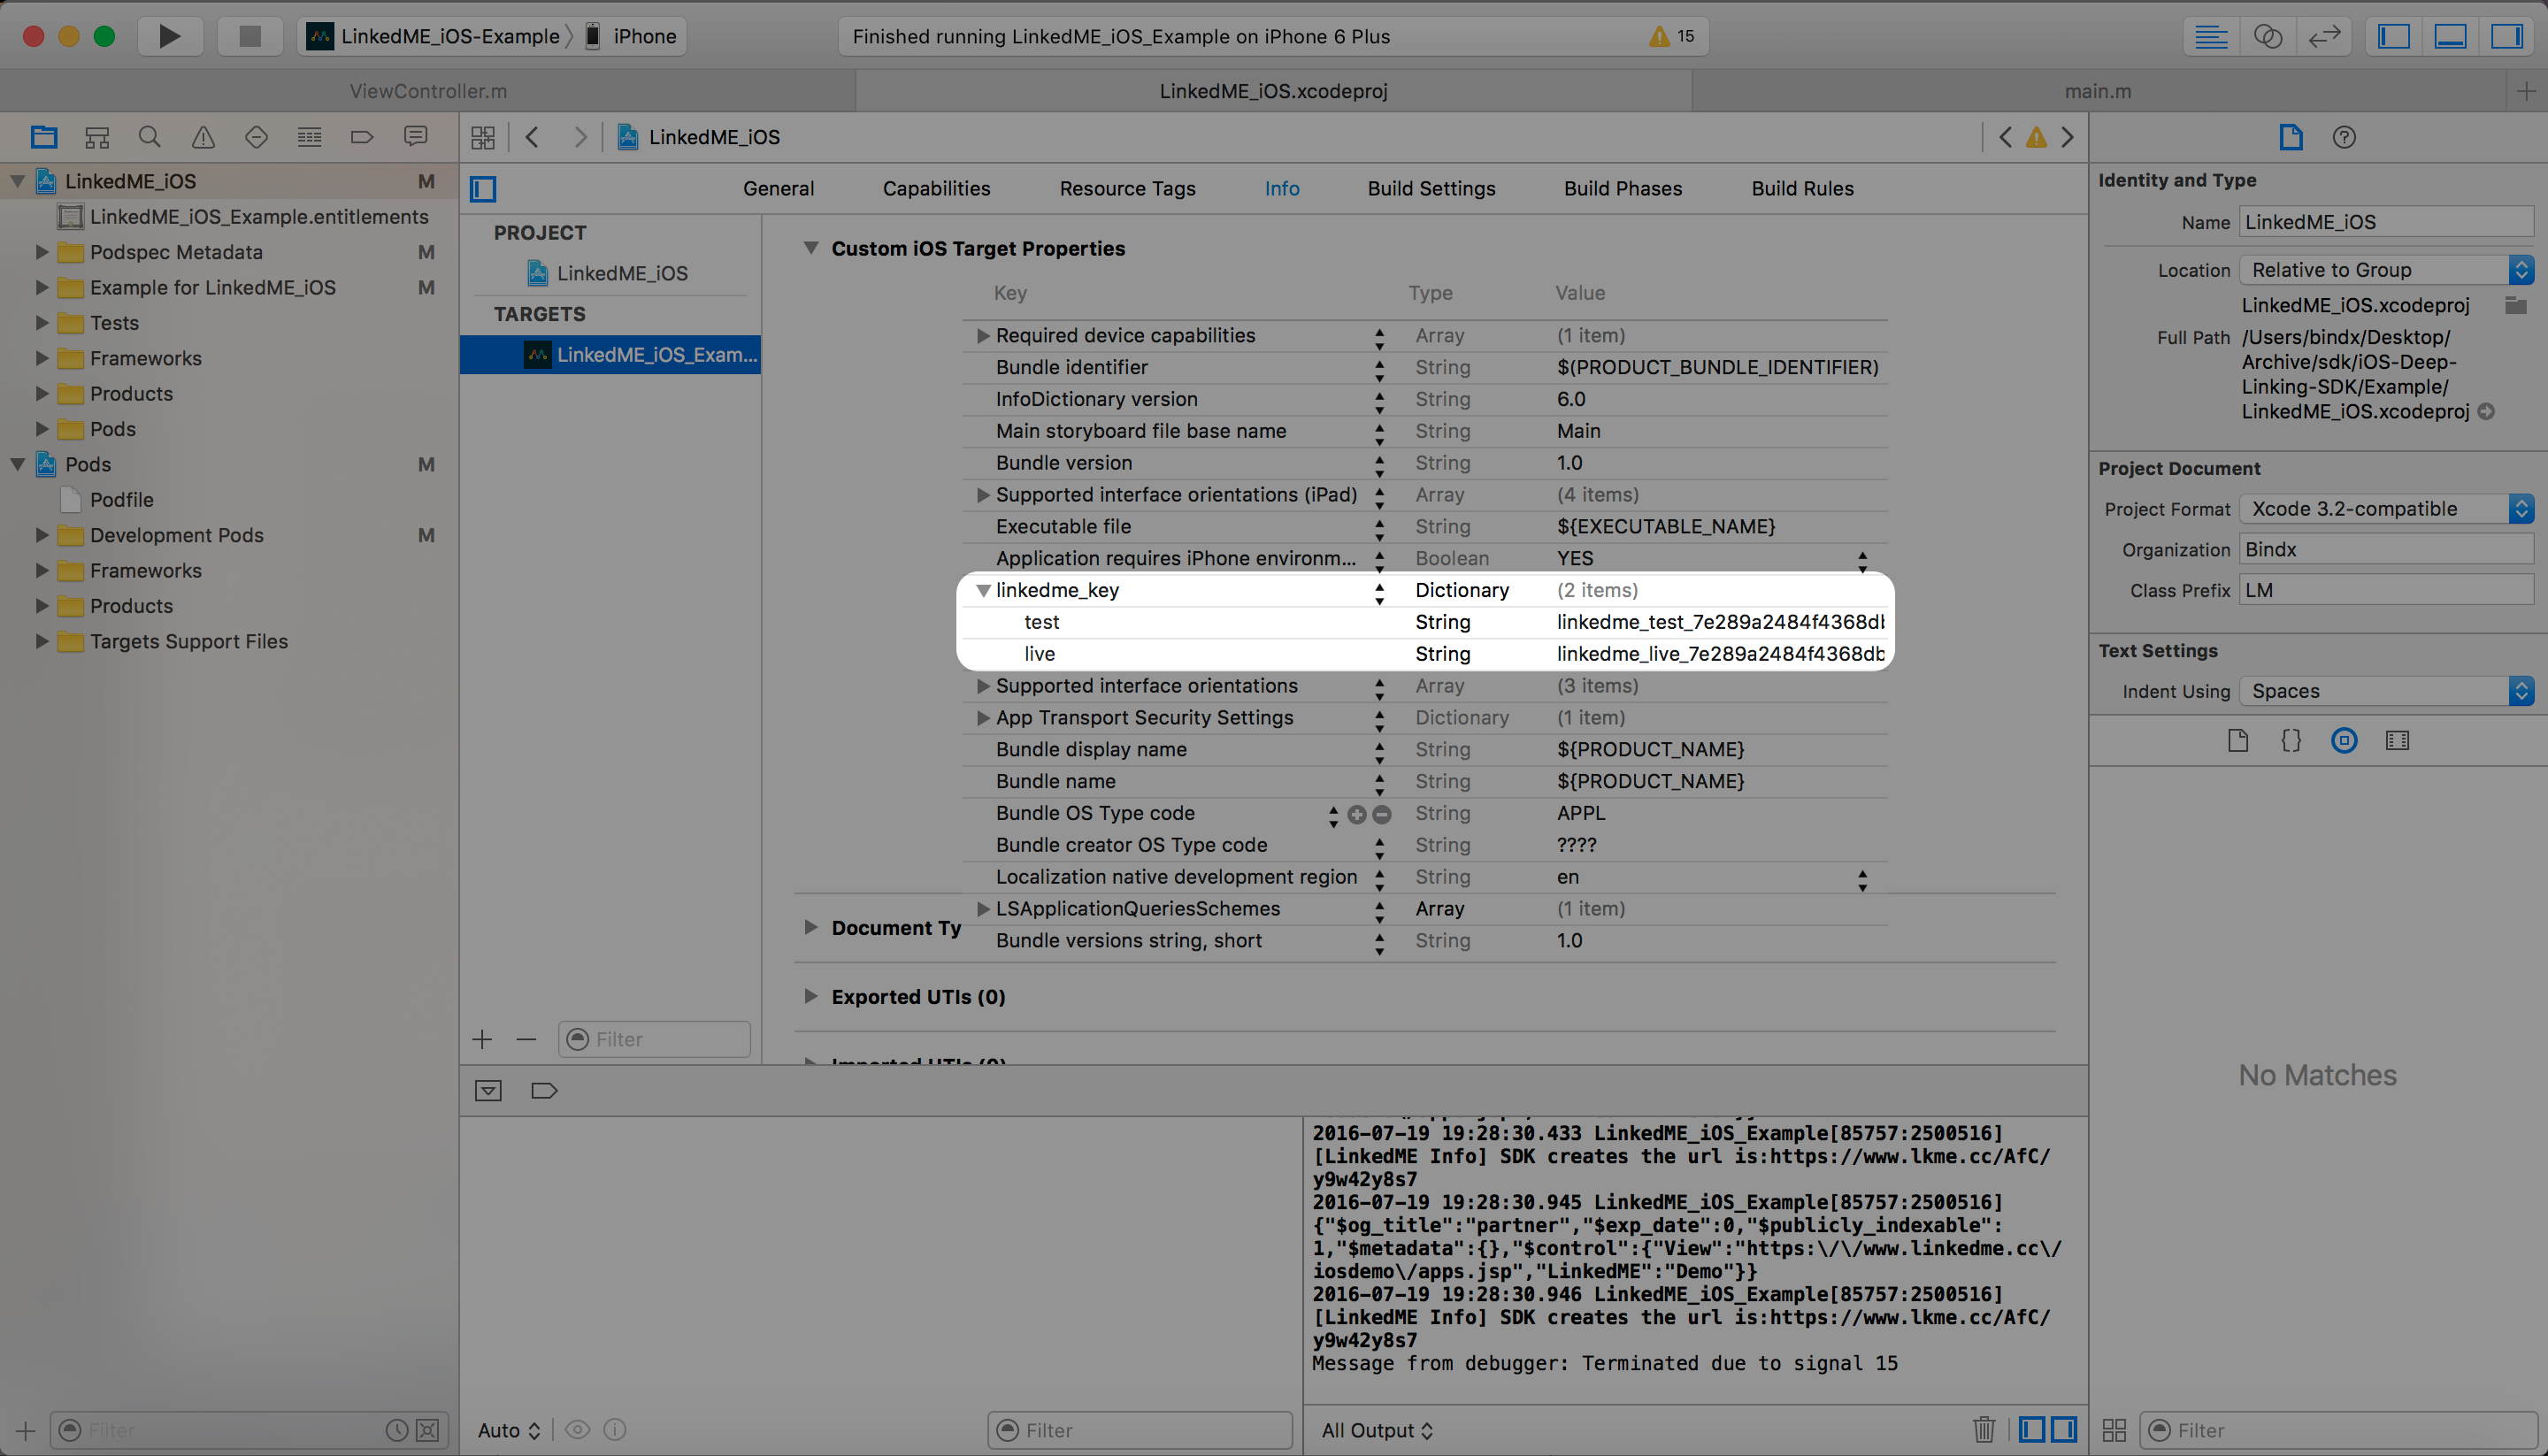 LinkedME_iOS-Example iPhone
Finished running LinkedME_iOS_Example on iPhone 6 Plus
15
ViewController.m
LinkedME_iOS.xcodeproj
main.m
LinkedME_iOS
LinkedME_iOS M
LinkedME_iOS_Example.entitlements
Podspec Metadata M
Example for LinkedME_iOS M
Tests
Frameworks
Products
Pods
Pods M
Podfile
Development Pods M
Frameworks
Products
Targets Support Files
Filter
General Capabilities Resource Tags Info Build Settings Build Phases Build Rules
PROJECT
LinkedME_iOS
TARGETS
LinkedME_iOS_Exam...
Filter
Custom iOS Target Properties
Key Type Value
Required device capabilities Array (1 item)
Bundle identifier String $(PRODUCT_BUNDLE_IDENTIFIER)
InfoDictionary version String 6.0
Main storyboard file base name String Main
Bundle version String 1.0
Supported interface orientations (iPad) Array (4 items)
Executable file String ${EXECUTABLE_NAME}
Application requires iPhone environm... Boolean YES
linkedme_key Dictionary (2 items)
test String linkedme_test_7e289a2484f4368db
live String linkedme_live_7e289a2484f4368db
Supported interface orientations Array (3 items)
App Transport Security Settings Dictionary (1 item)
Bundle display name String ${PRODUCT_NAME}
Bundle name String ${PRODUCT_NAME}
Bundle OS Type code String APPL
Bundle creator OS Type code String ????
Localization native development region String en
LSApplicationQueriesSchemes Array (1 item)
Bundle versions string, short String 1.0
Document Ty
Exported UTIs (0)
Imported UTIs (0)
2016-07-19 19:28:30.433 LinkedME_iOS_Example[85757:2500516]
[LinkedME Info] SDK creates the url is:https://www.lkme.cc/AfC/
y9w42y8s7
2016-07-19 19:28:30.945 LinkedME_iOS_Example[85757:2500516]
{"$og_title":"partner","$exp_date":0,"$publicly_indexable":
1,"$metadata":{},"$control":{"View":"https:\/\/www.linkedme.cc\/
iosdemo\/apps.jsp","LinkedME":"Demo"}}
2016-07-19 19:28:30.946 LinkedME_iOS_Example[85757:2500516]
[LinkedME Info] SDK creates the url is:https://www.lkme.cc/AfC/
y9w42y8s7
Message from debugger: Terminated due to signal 15
Auto
Filter
All Output
Identity and Type
Name LinkedME_iOS
Location Relative to Group
LinkedME_iOS.xcodeproj
Full Path /Users/bindx/Desktop/
Archive/sdk/iOS-Deep-
Linking-SDK/Example/
LinkedME_iOS.xcodeproj
Project Document
Project Format Xcode 3.2-compatible
Organization Bindx
Class Prefix LM
Text Settings
Indent Using Spaces
No Matches
Filter